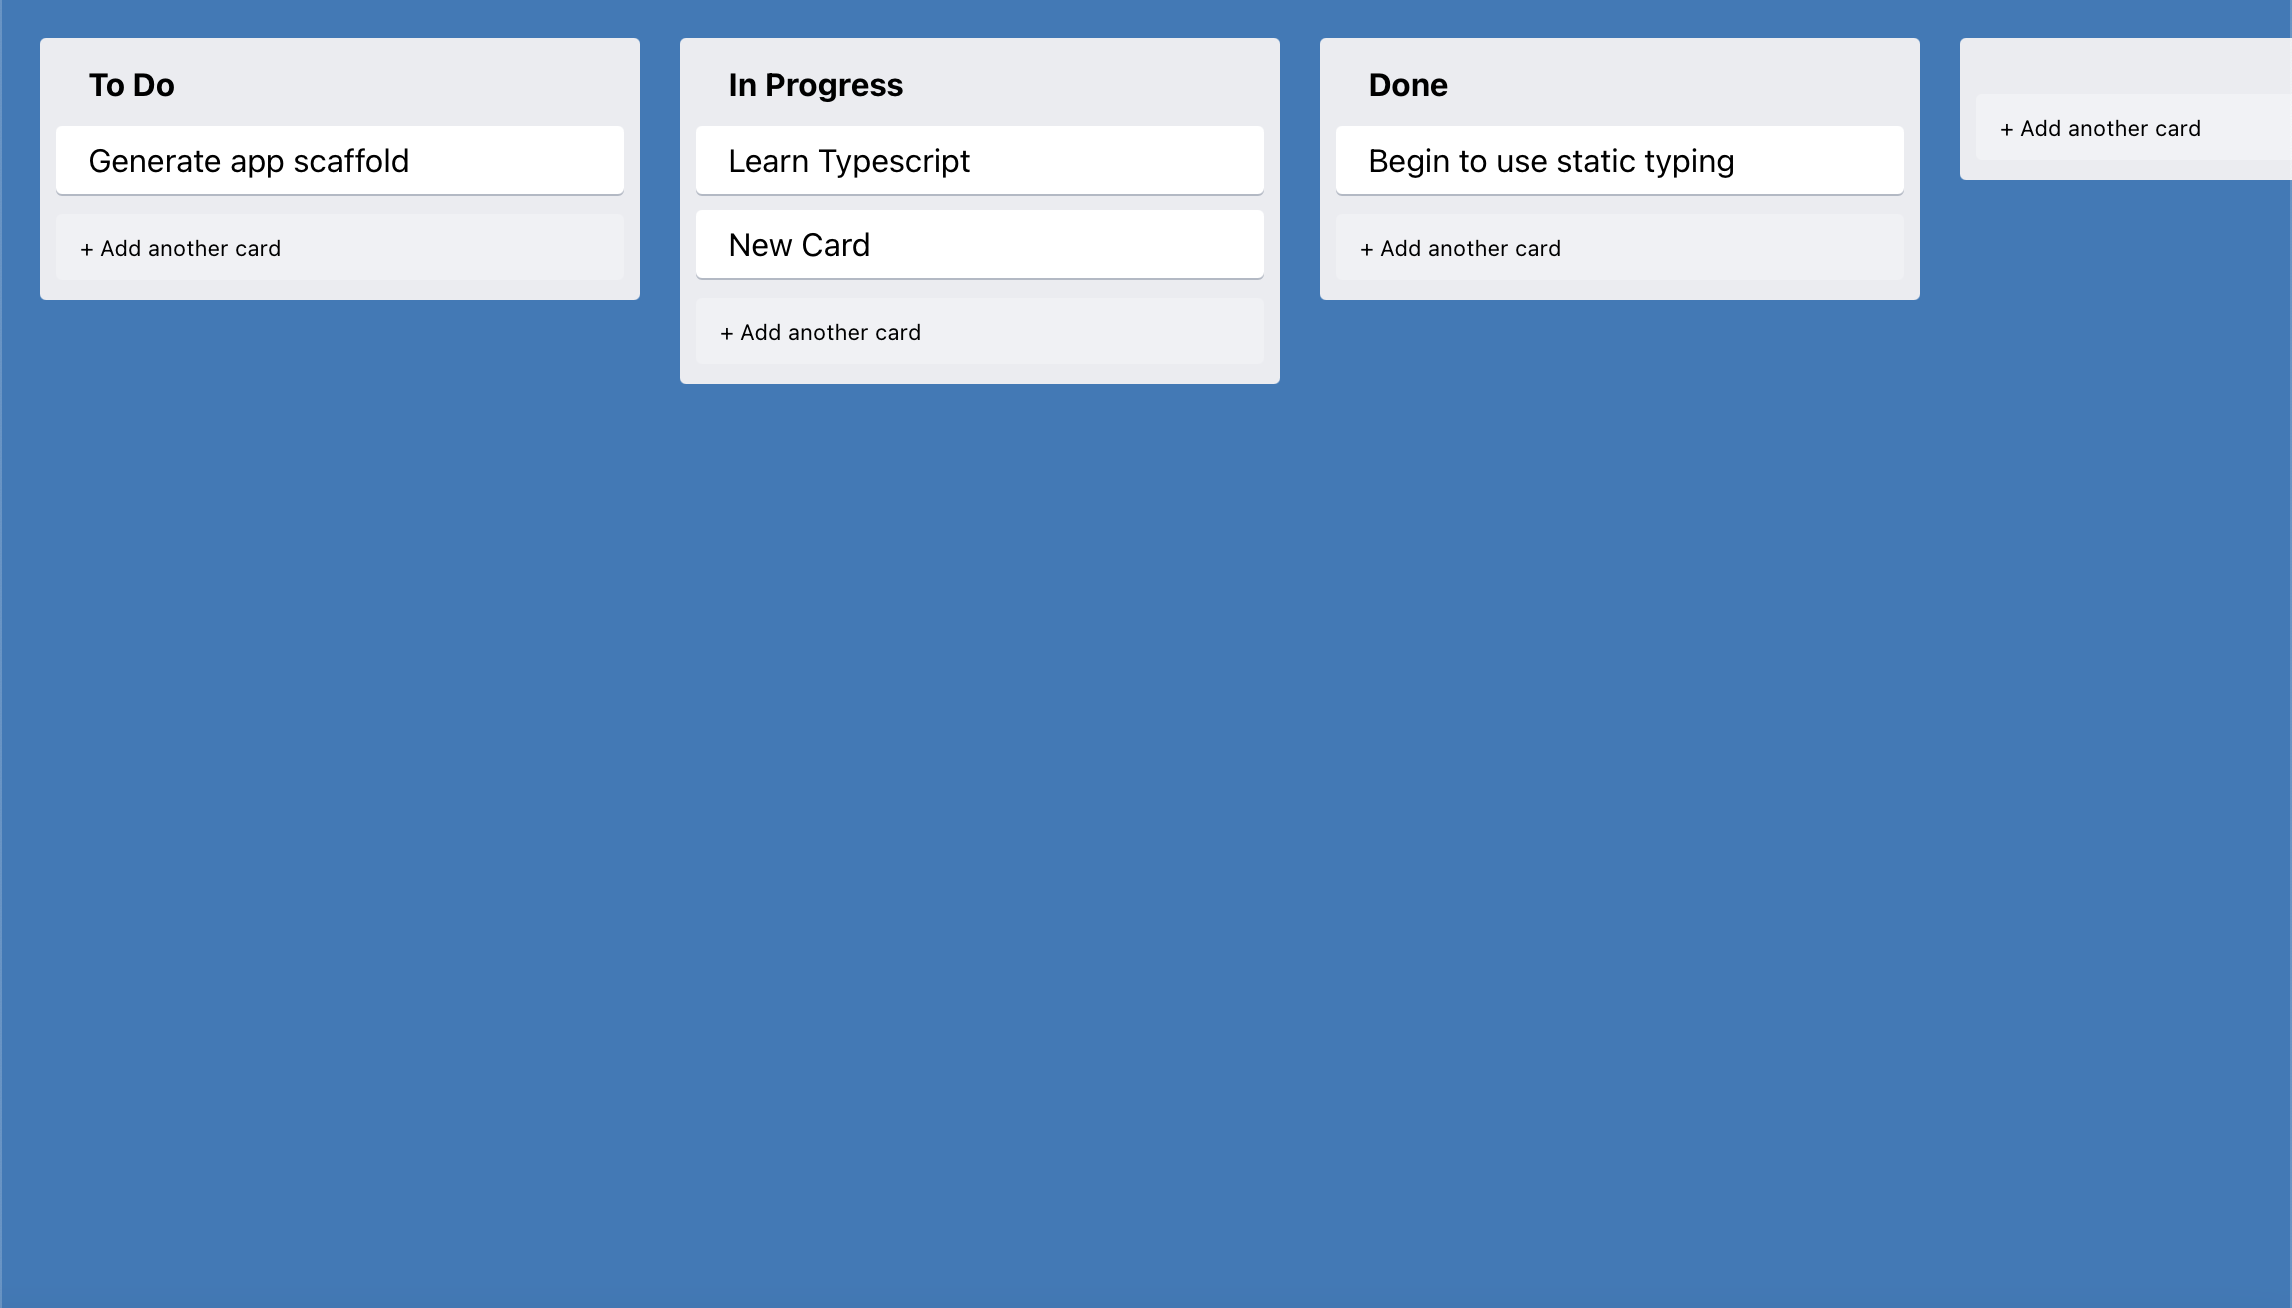 To Do
Generate app scaffold
+ Add another card
In Progress
Learn Typescript
New Card
+ Add another card
Done
Begin to use static typing
+ Add another card
+ Add another card